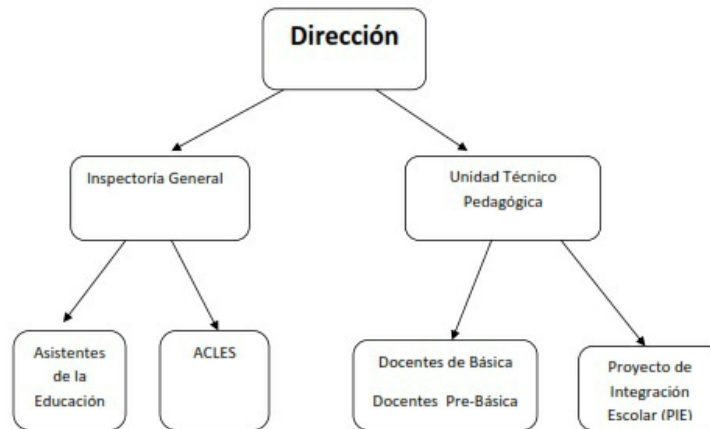 Dirección
Inspectoría General
Unidad Técnico
Pedagógica
Asistentes
de la
Educación
ACLES
Docentes de Básica
Docentes Pre-Básica
Proyecto de
Integración
Escolar (PIE)